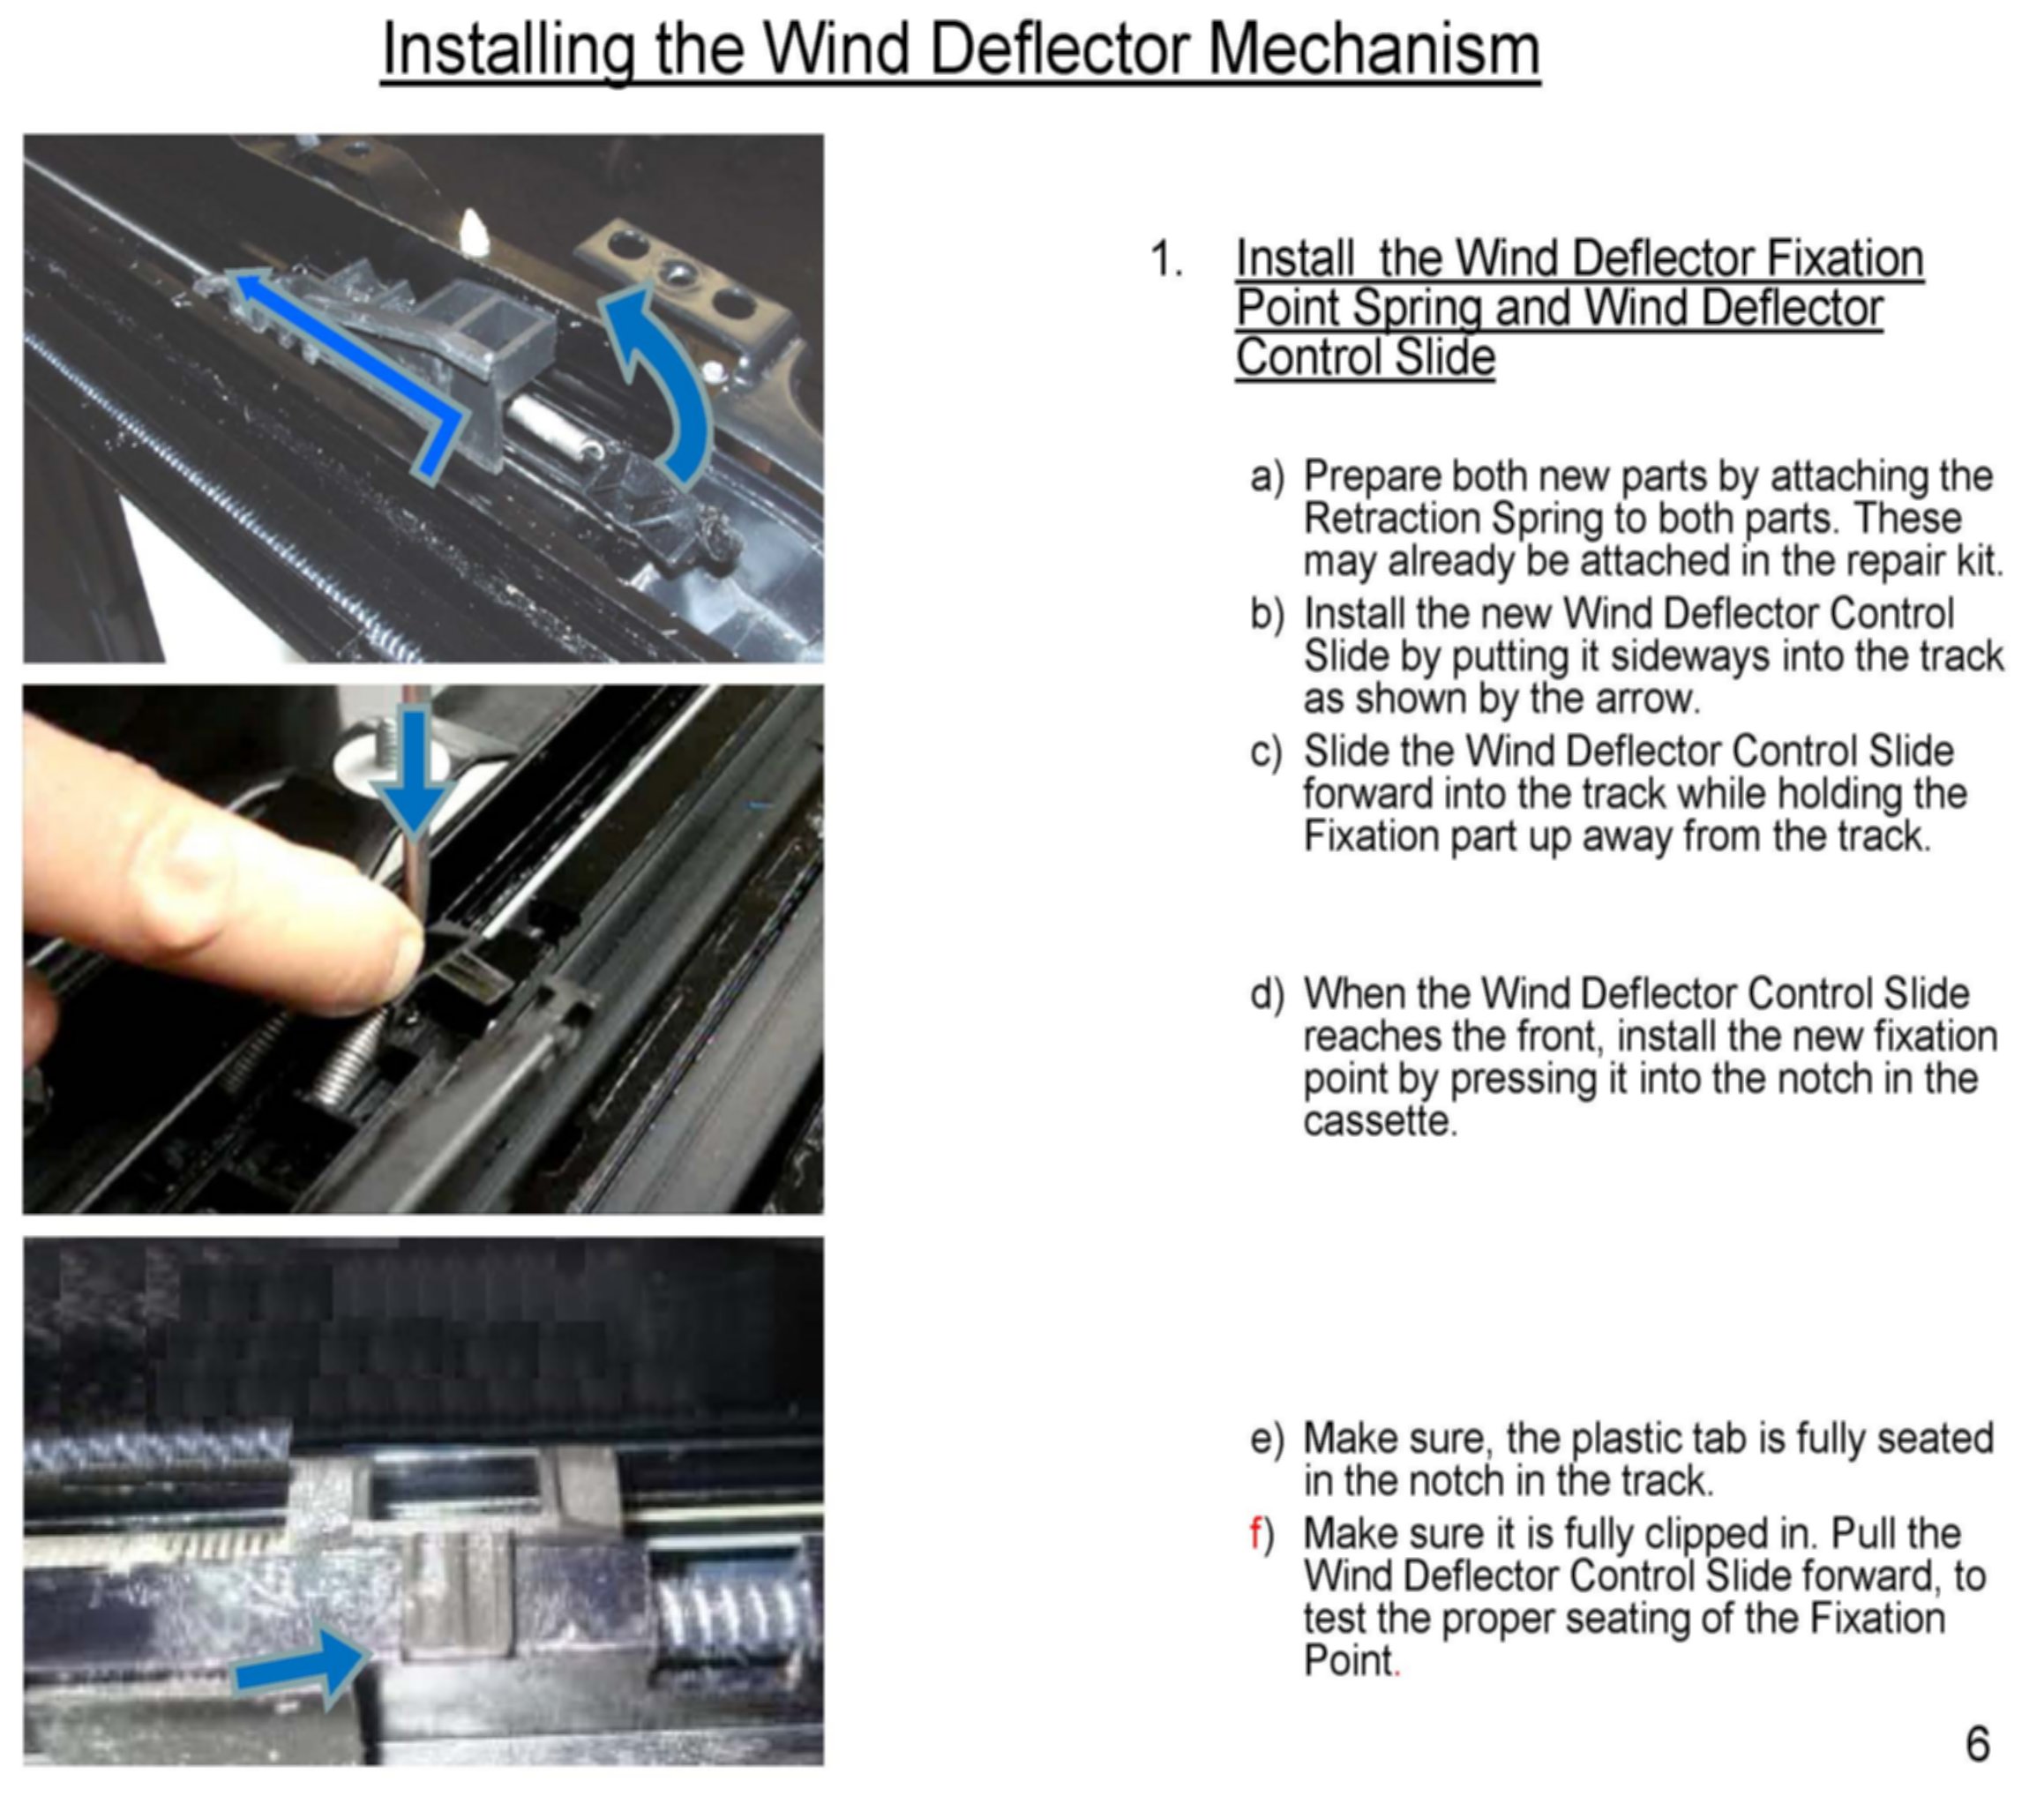 Installing the Wind Deflector Mechanism
1. Install the Wind Deflector Fixation
Point Spring and Wind Deflector
Control Slide
a) Prepare both new parts by attaching the
Retraction Spring to both parts. These
may already be attached in the repair kit.
b) Install the new Wind Deflector Control
Slide by putting it sideways into the track
as shown by the arrow.
c) Slide the Wind Deflector Control Slide
forward into the track while holding the
Fixation part up away from the track.
d) When the Wind Deflector Control Slide
reaches the front, install the new fixation
point by pressing it into the notch in the
cassette.
e) Make sure, the plastic tab is fully seated
in the notch in the track.
f) Make sure it is fully clipped in. Pull the
Wind Deflector Control Slide forward, to
test the proper seating of the Fixation
Point.
6